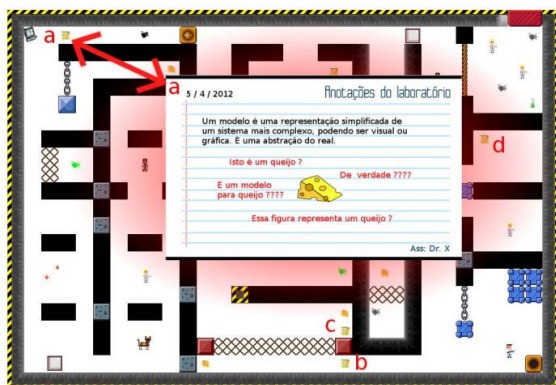 a
a
5 / 4 / 2012
Anotações do laboratório
Um modelo é uma representação simplificada de
um sistema mais complexo, podendo ser visual ou
gráfica. É uma abstração do real.
Isto é um queijo ?
De verdade ????
É um modelo
para queijo ????
Essa figura representa um queijo ?
Ass: Dr. X
d
c
b